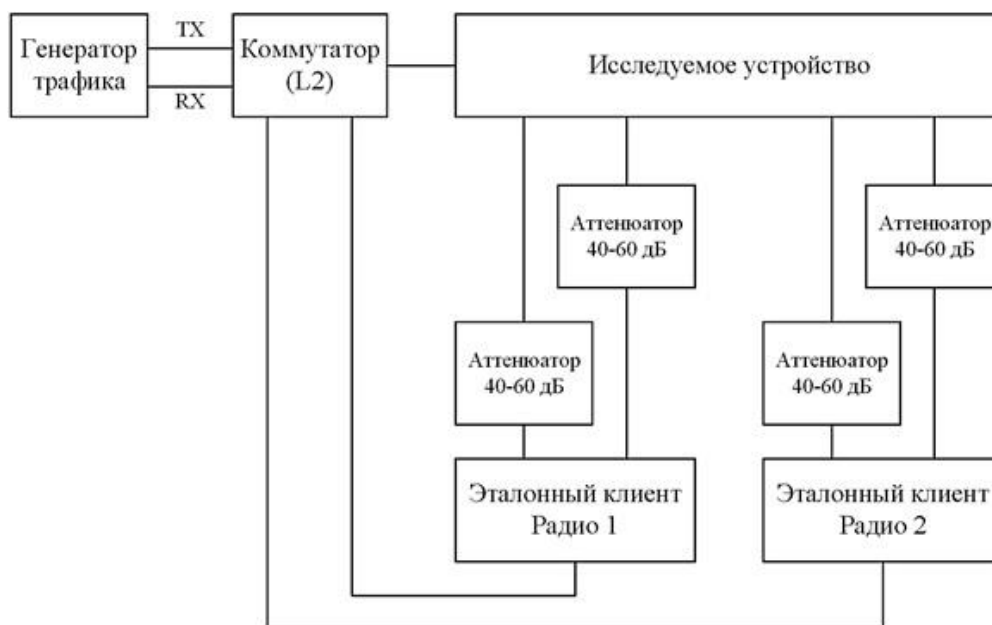 Генератор
трафика
TX
RX
Коммутатор
(L2)
Исследуемое устройство
Аттенюатор
40-60 дБ
Аттенюатор
40-60 дБ
Аттенюатор
40-60 дБ
Аттенюатор
40-60 дБ
Эталонный клиент
Радио 1
Эталонный клиент
Радио 2